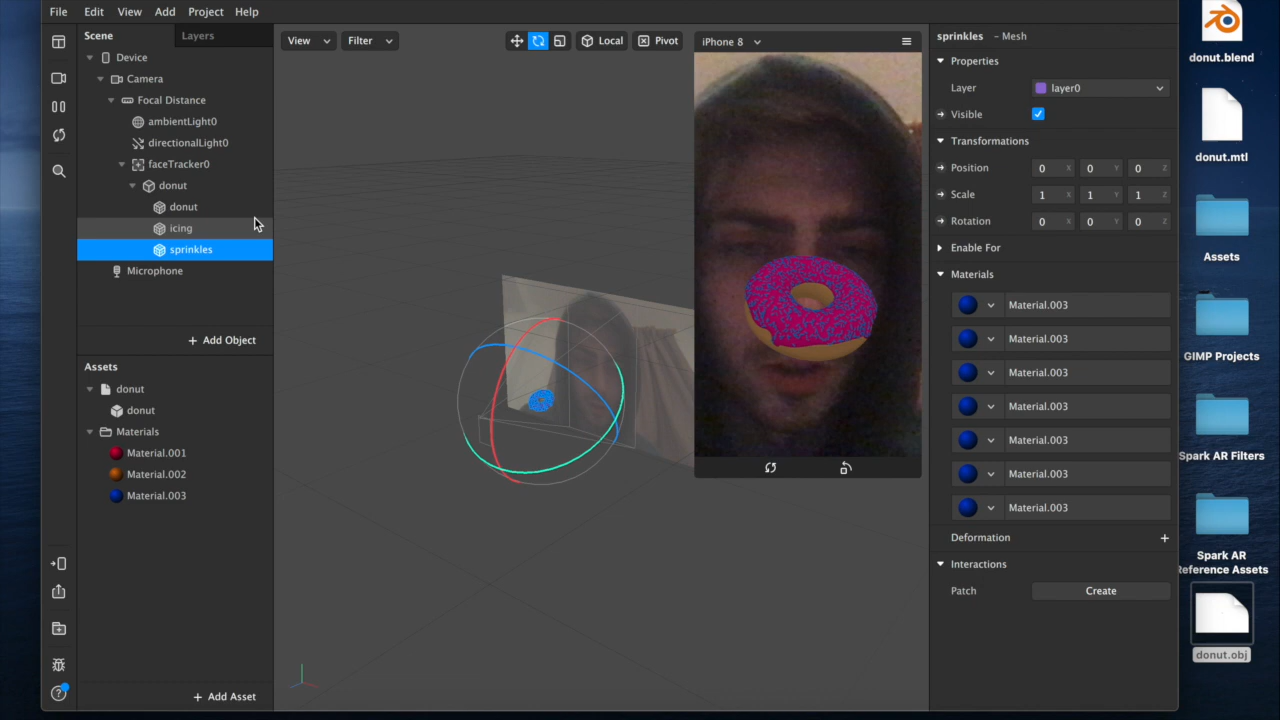 File Edit View Add Project Help
Scene Layers
Device
Camera
Focal Distance
ambientLight0
directionalLight0
faceTracker0
donut
donut
icing
sprinkles
Microphone
+ Add Object
Assets
donut
donut
Materials
Material.001
Material.002
Material.003
+ Add Asset
View Filter Local Pivot
iPhone 8
sprinkles - Mesh
Properties
Layer layer0
Visible
Transformations
Position 0 X 0 Y 0 Z
Scale 1 X 1 Y 1 Z
Rotation 0 X 0 Y 0 Z
Enable For
Materials
Material.003
Material.003
Material.003
Material.003
Material.003
Material.003
Material.003
Deformation +
Interactions
Patch Create
donut.blend
donut.mtl
Assets
GIMP Projects
Spark AR Filters
Spark AR
Reference Assets
donut.obj